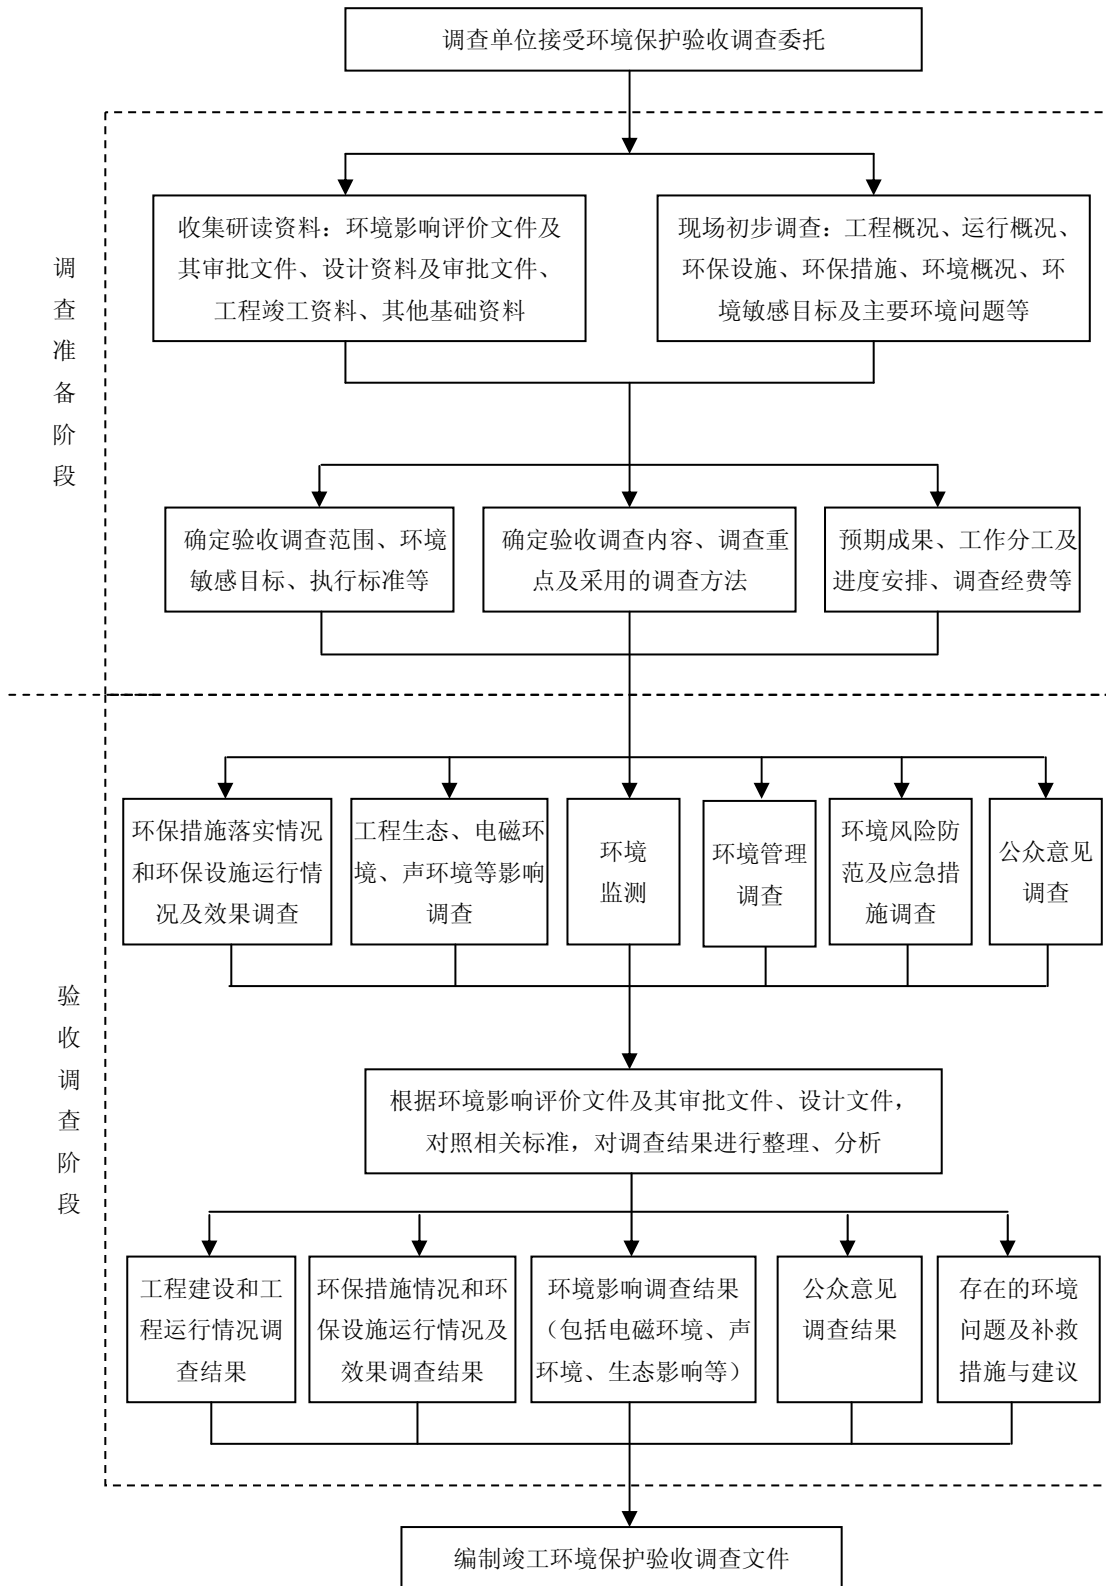 调查单位接受环境保护验收调查委托
调查准备阶段
收集研读资料：环境影响评价文件及
其审批文件、设计资料及审批文件、
工程竣工资料、其他基础资料
现场初步调查：工程概况、运行概况、
环保设施、环保措施、环境概况、环
境敏感目标及主要环境问题等
确定验收调查范围、环境
敏感目标、执行标准等
确定验收调查内容、调查重
点及采用的调查方法
预期成果、工作分工及
进度安排、调查经费等
验收调查阶段
环保措施落实情况
和环保设施运行情
况及效果调查
工程生态、电磁环
境、声环境等影响
调查
环境
监测
环境管理
调查
环境风险防
范及应急措
施调查
公众意见
调查
根据环境影响评价文件及其审批文件、设计文件，
对照相关标准，对调查结果进行整理、分析
工程建设和工
程运行情况调
查结果
环保措施情况和环
保设施运行情况及
效果调查结果
环境影响调查结果
（包括电磁环境、声
环境、生态影响等）
公众意见
调查结果
存在的环境
问题及补救
措施与建议
编制竣工环境保护验收调查文件